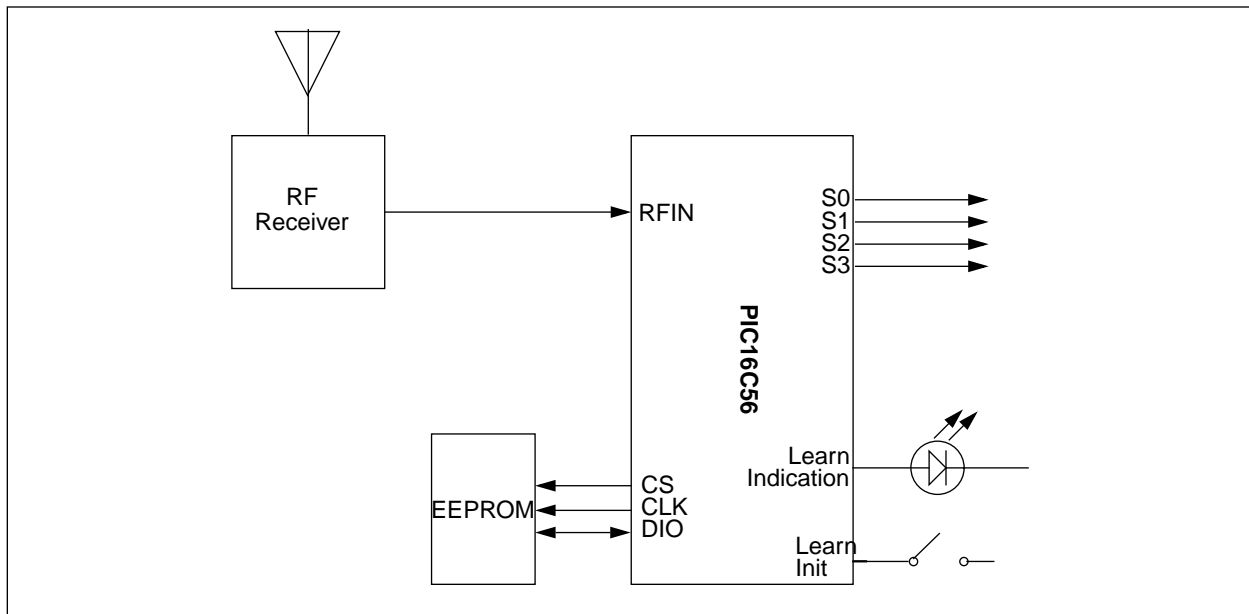 RF
Receiver
RFIN
S0
S1
S2
S3
PIC16C56
EEPROM
CS
CLK
DIO
Learn
Indication
Learn
Init